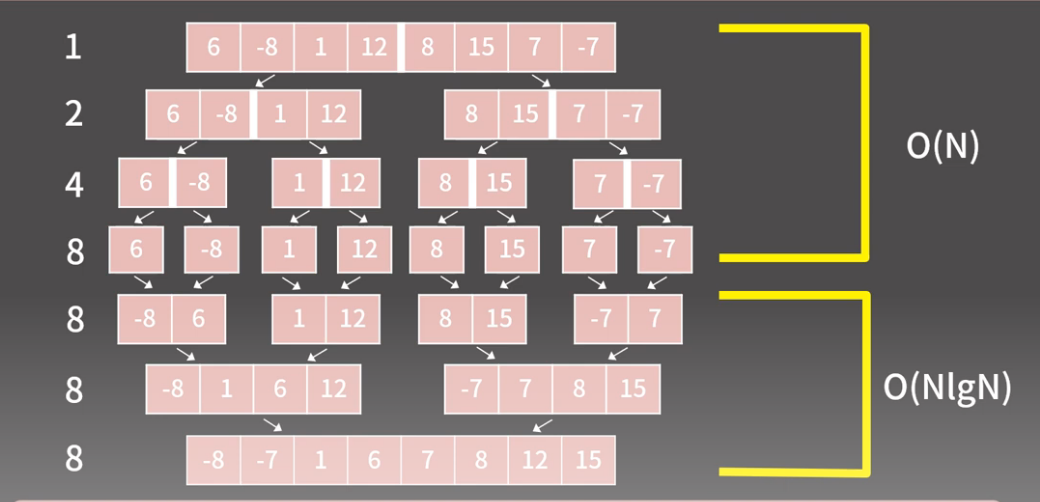 1 6 -8 1 12 8 15 7 -7
2 6 -8 1 12 8 15 7 -7
O(N)
4 6 -8 1 12 8 15 7 -7
8 6 -8 1 12 8 15 7 -7
8 -8 6 1 12 8 15 -7 7
8 -8 1 6 12 -7 7 8 15
O(NlgN)
8 -8 -7 1 6 7 8 12 15